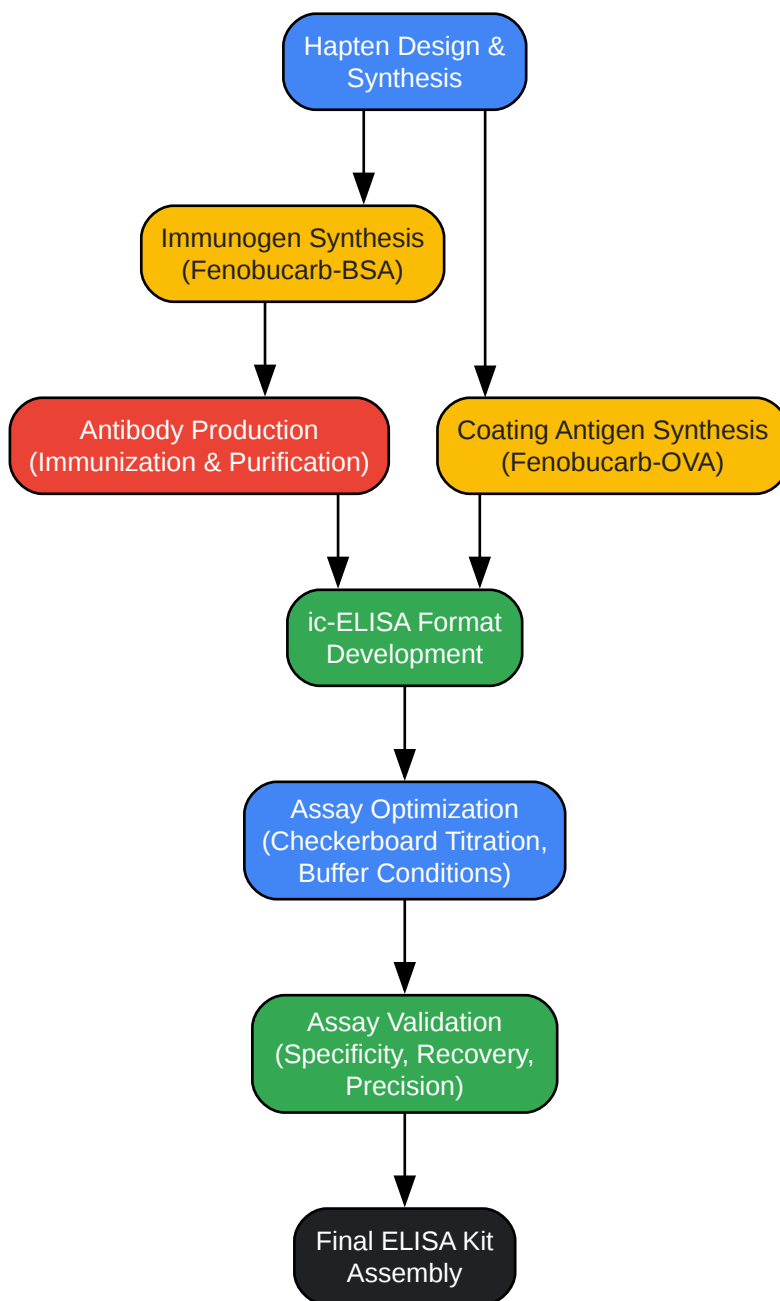 Hapten Design &
Synthesis
Immunogen Synthesis
(Fenobucarb-BSA)
Antibody Production
(Immunization & Purification)
Coating Antigen Synthesis
(Fenobucarb-OVA)
ic-ELISA Format
Development
Assay Optimization
(Checkerboard Titration,
Buffer Conditions)
Assay Validation
(Specificity, Recovery,
Precision)
Final ELISA Kit
Assembly